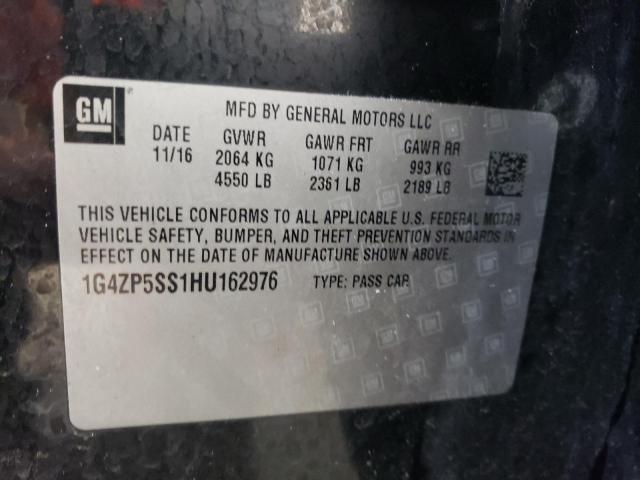 GM
MFD BY GENERAL MOTORS LLC
DATE GVWR GAWR FRT GAWR RR
11/16 2064 KG 1071 KG 993 KG
4550 LB 2361 LB 2189 LB
THIS VEHICLE CONFORMS TO ALL APPLICABLE U.S. FEDERAL MOTOR
VEHICLE SAFETY, BUMPER, AND THEFT PREVENTION STANDARDS IN
EFFECT ON THE DATE OF MANUFACTURE SHOWN ABOVE.
1G4ZP5SS1HU162976 TYPE: PASS CAR